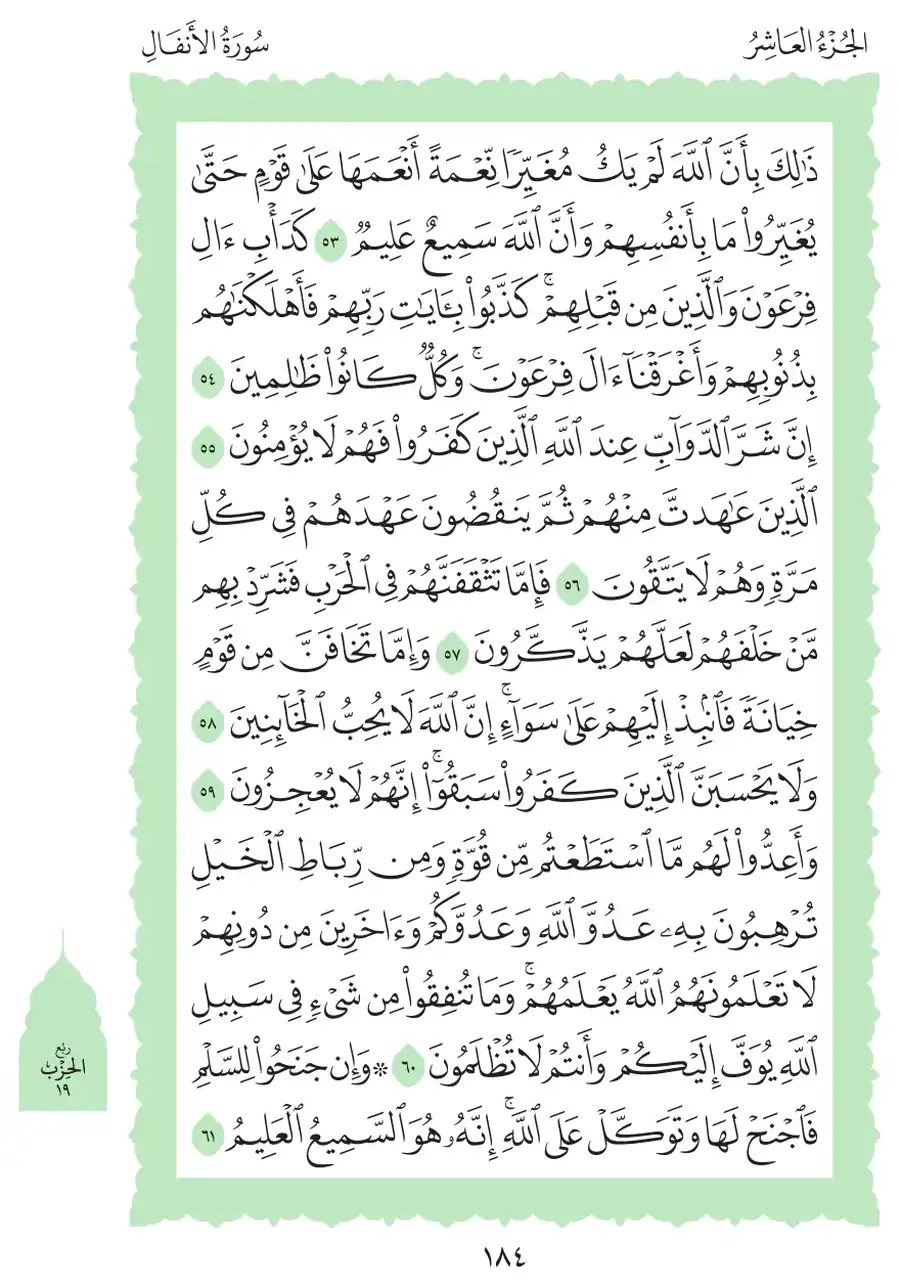 الجُزْءُ العَاشِرُ
سُورَةُ الأَنفَالِ
ذَٰلِكَ بِأَنَّ ٱللَّهَ لَمۡ يَكُ مُغَيِّرٗا نِّعۡمَةً أَنۡعَمَهَا عَلَىٰ قَوۡمٍ حَتَّىٰ
يُغَيِّرُواْ مَا بِأَنفُسِهِمۡ وَأَنَّ ٱللَّهَ سَمِيعٌ عَلِيمٞ ٥٣ كَدَأۡبِ ءَالِ
فِرۡعَوۡنَ وَٱلَّذِينَ مِن قَبۡلِهِمۡۚ كَذَّبُواْ بِـَٔايَٰتِ رَبِّهِمۡ فَأَهۡلَكۡنَٰهُم
بِذُنُوبِهِمۡ وَأَغۡرَقۡنَآ ءَالَ فِرۡعَوۡنَۚ وَكُلّٞ كَانُواْ ظَٰلِمِينَ ٥٤
إِنَّ شَرَّ ٱلدَّوَآبِّ عِندَ ٱللَّهِ ٱلَّذِينَ كَفَرُواْ فَهُمۡ لَا يُؤۡمِنُونَ ٥٥
ٱلَّذِينَ عَٰهَدتَّ مِنۡهُمۡ ثُمَّ يَنقُضُونَ عَهۡدَهُمۡ فِي كُلِّ
مَرَّةٖ وَهُمۡ لَا يَتَّقُونَ ٥٦ فَإِمَّا تَثۡقَفَنَّهُمۡ فِي ٱلۡحَرۡبِ فَشَرِّدۡ بِهِم
مَّنۡ خَلۡفَهُمۡ لَعَلَّهُمۡ يَذَّكَّرُونَ ٥٧ وَإِمَّا تَخَافَنَّ مِن قَوۡمٍ
خِيَانَةٗ فَٱنۢبِذۡ إِلَيۡهِمۡ عَلَىٰ سَوَآءٍۚ إِنَّ ٱللَّهَ لَا يُحِبُّ ٱلۡخَآئِنِينَ ٥٨
وَلَا يَحۡسَبَنَّ ٱلَّذِينَ كَفَرُواْ سَبَقُوٓاْۚ إِنَّهُمۡ لَا يُعۡجِزُونَ ٥٩
وَأَعِدُّواْ لَهُم مَّا ٱسۡتَطَعۡتُم مِّن قُوَّةٖ وَمِن رِّبَاطِ ٱلۡخَيۡلِ
تُرۡهِبُونَ بِهِۦ عَدُوَّ ٱللَّهِ وَعَدُوَّكُمۡ وَءَاخَرِينَ مِن دُونِهِمۡ
لَا تَعۡلَمُونَهُمُ ٱللَّهُ يَعۡلَمُهُمۡۚ وَمَا تُنفِقُواْ مِن شَيۡءٖ فِي سَبِيلِ
ٱللَّهِ يُوَفَّ إِلَيۡكُمۡ وَأَنتُمۡ لَا تُظۡلَمُونَ ٦٠ ۞وَإِن جَنَحُواْ لِلسَّلۡمِ
فَٱجۡنَحۡ لَهَا وَتَوَكَّلۡ عَلَى ٱللَّهِۚ إِنَّهُۥ هُوَ ٱلسَّمِيعُ ٱلۡعَلِيمُ ٦١
ربع
الحِزْب
١٩
١٨٤